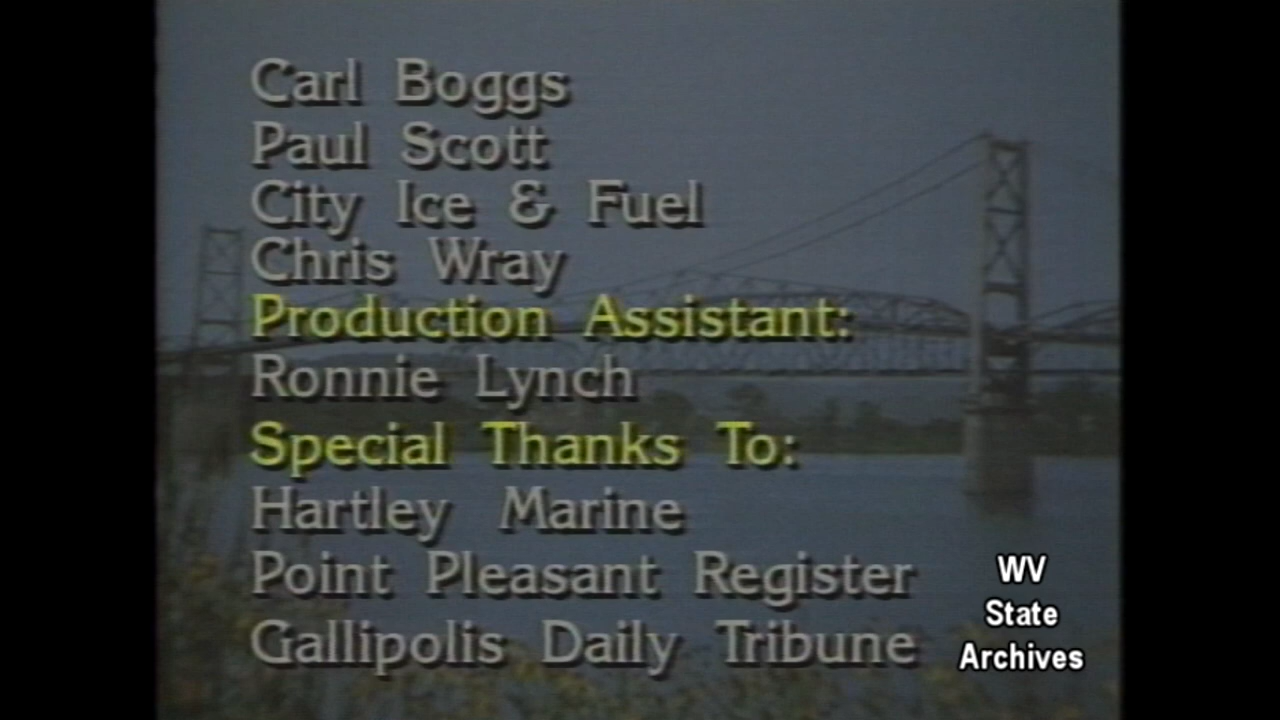 Carl Boggs
Paul Scott
City Ice & Fuel
Chris Wray
Production Assistant:
Ronnie Lynch
Special Thanks To:
Hartley Marine
Point Pleasant Register
Gallipolis Daily Tribune
WV
State
Archives